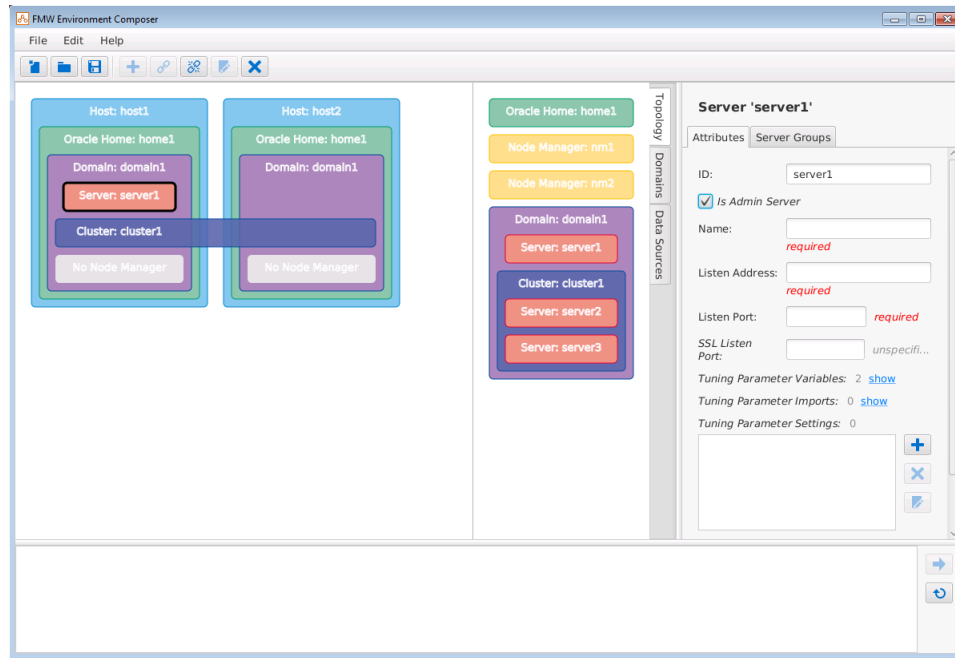 FMW Environment Composer
File Edit Help
Host: host1
Oracle Home: home1
Domain: domain1
Server: server1
Cluster: cluster1
No Node Manager
Host: host2
Oracle Home: home1
Domain: domain1
No Node Manager
Oracle Home: home1
Node Manager: nm1
Node Manager: nm2
Domain: domain1
Server: server1
Cluster: cluster1
Server: server2
Server: server3
Topology
Domains
Data Sources
Server 'server1'
Attributes Server Groups
ID: server1
Is Admin Server
Name:
required
Listen Address:
required
Listen Port: required
SSL Listen
Port: unspecifi...
Tuning Parameter Variables: 2 show
Tuning Parameter Imports: 0 show
Tuning Parameter Settings: 0